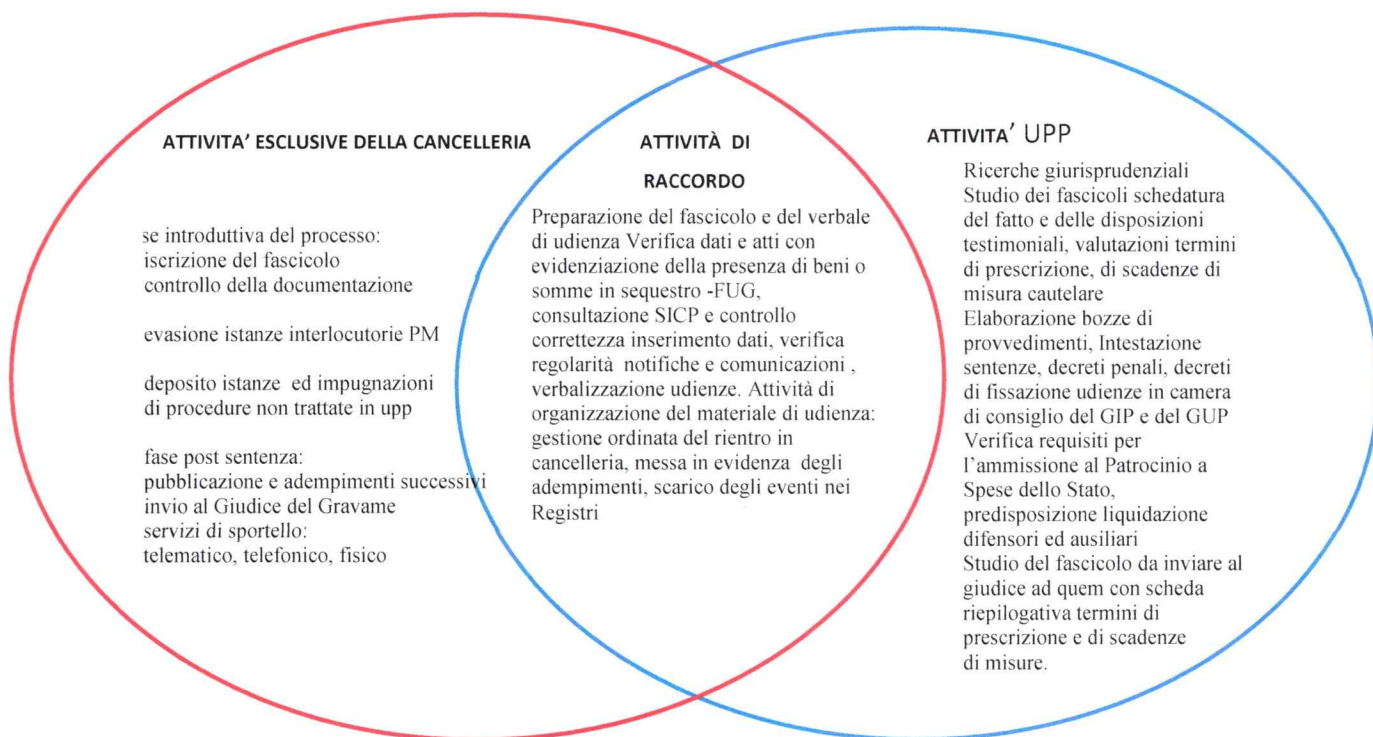 ATTIVITA' ESCLUSIVE DELLA CANCELLERIA
se introduttiva del processo:
iscrizione del fascicolo
controllo della documentazione
evasione istanze interlocutorie PM
deposito istanze ed impugnazioni
di procedure non trattate in upp
fase post sentenza:
pubblicazione e adempimenti successivi
invio al Giudice del Gravame
servizi di sportello:
telematico, telefonico, fisico
ATTIVITÀ DI
RACCORDO
Preparazione del fascicolo e del verbale
di udienza Verifica dati e atti con
evidenziazione della presenza di beni o
somme in sequestro -FUG,
consultazione SICP e controllo
correttezza inserimento dati, verifica
regolarità notifiche e comunicazioni ,
verbalizzazione udienze. Attività di
organizzazione del materiale di udienza:
gestione ordinata del rientro in
cancelleria, messa in evidenza degli
adempimenti, scarico degli eventi nei
Registri
ATTIVITA' UPP
Ricerche giurisprudenziali
Studio dei fascicoli schedatura
del fatto e delle disposizioni
testimoniali, valutazioni termini
di prescrizione, di scadenze di
misura cautelare
Elaborazione bozze di
provvedimenti, Intestazione
sentenze, decreti penali, decreti
di fissazione udienze in camera
di consiglio del GIP e del GUP
Verifica requisiti per
l'ammissione al Patrocinio a
Spese dello Stato,
predisposizione liquidazione
difensori ed ausiliari
Studio del fascicolo da inviare al
giudice ad quem con scheda
riepilogativa termini di
prescrizione e di scadenze
di misure.